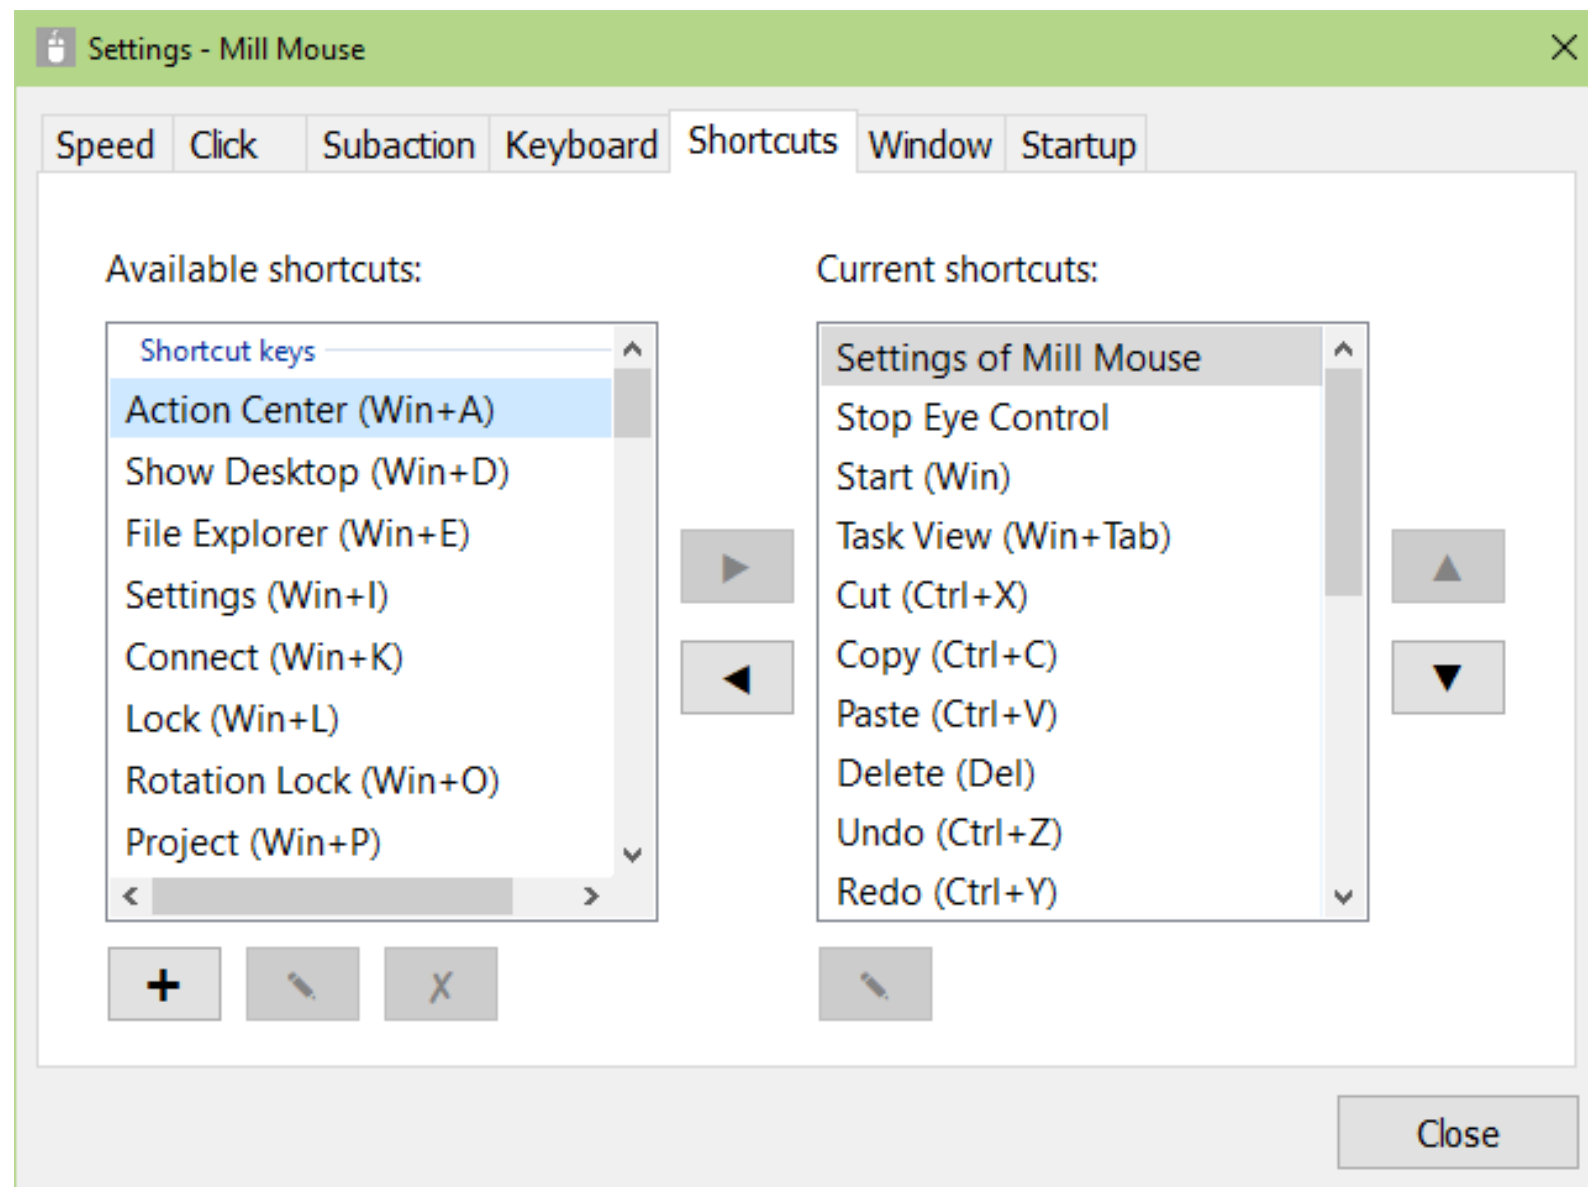 Settings - Mill Mouse
Speed Click Subaction Keyboard Shortcuts Window Startup
Available shortcuts:
Shortcut keys
Action Center (Win+A)
Show Desktop (Win+D)
File Explorer (Win+E)
Settings (Win+I)
Connect (Win+K)
Lock (Win+L)
Rotation Lock (Win+O)
Project (Win+P)
Current shortcuts:
Settings of Mill Mouse
Stop Eye Control
Start (Win)
Task View (Win+Tab)
Cut (Ctrl+X)
Copy (Ctrl+C)
Paste (Ctrl+V)
Delete (Del)
Undo (Ctrl+Z)
Redo (Ctrl+Y)
Close